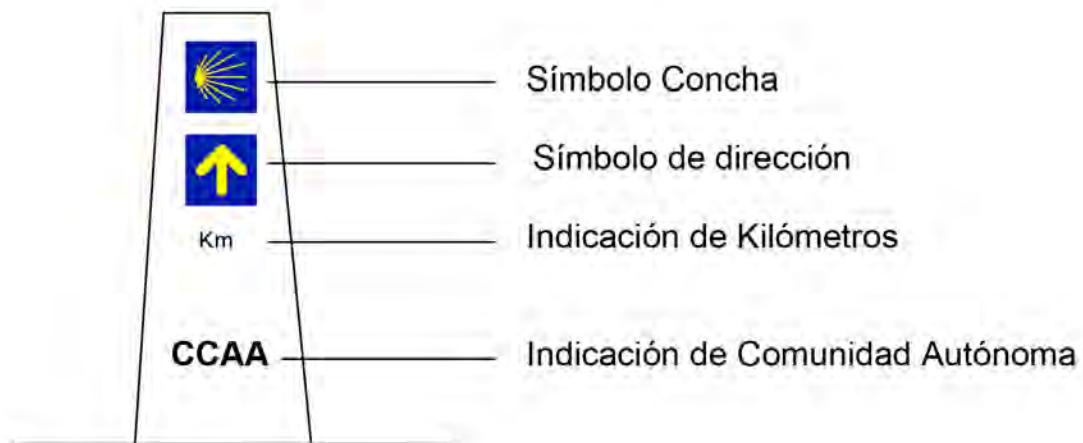 Símbolo Concha
Símbolo de dirección
Km Indicación de Kilómetros
CCAA Indicación de Comunidad Autónoma